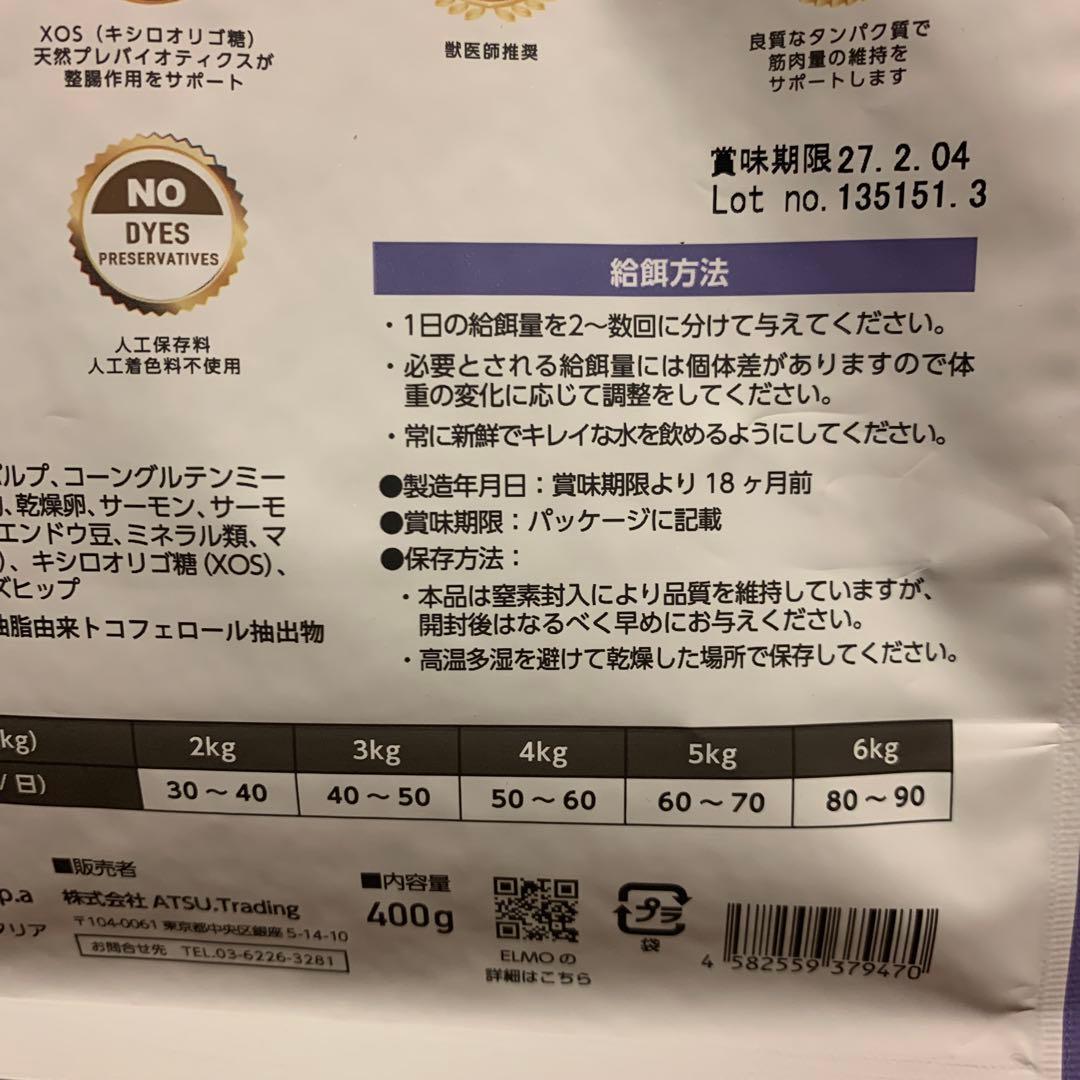 XOS（キシロオリゴ糖）
天然プレバイオティクスが
整腸作用をサポート
獣医師推奨
良質なタンパク質で
筋肉量の維持を
サポートします
NO
DYES
PRESERVATIVES
人工保存料
人工着色料不使用
賞味期限27.2.04
Lot no.135151.3
給餌方法
・1日の給餌量を2〜数回に分けて与えてください。
・必要とされる給餌量には個体差がありますので体
重の変化に応じて調整をしてください。
・常に新鮮でキレイな水を飲めるようにしてください。
●製造年月日：賞味期限より18ヶ月前
●賞味期限：パッケージに記載
●保存方法：
・本品は窒素封入により品質を維持していますが、
開封後はなるべく早めにお与えください。
・高温多湿を避けて乾燥した場所で保存してください。
パルプ、コーングルテンミー
、乾燥卵、サーモン、サーモ
エンドウ豆、ミネラル類、マ
)、キシロオリゴ糖（XOS）、
ズヒップ
油脂由来トコフェロール抽出物
kg) 2kg 3kg 4kg 5kg 6kg
/ 日) 30〜40 40〜50 50〜60 60〜70 80〜90
p.a
タリア
■販売者
株式会社 ATSU.Trading
〒104-0061 東京都中央区銀座 5-14-10
お問合せ先 TEL.03-6226-3281
■内容量
400g
ELMOの
詳細はこちら
プラ
袋
4 582559 379470